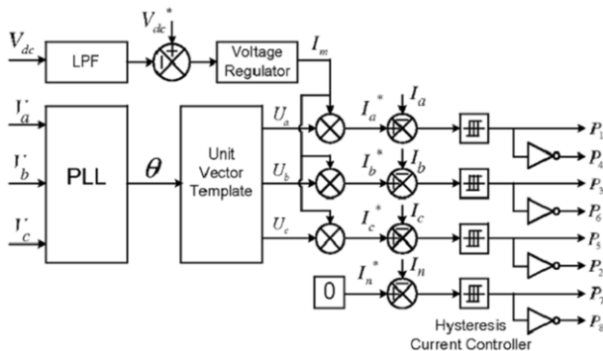 V_dc*
V_dc
LPF
Voltage
Regulator
I_m
V_a
V_b
V_c
PLL
θ
Unit
Vector
Template
U_a
U_b
U_c
I_a*
I_a
I_b*
I_b
I_c*
I_c
0
I_n*
I_n
P_1
P_4
P_3
P_6
P_5
P_2
P_7
P_8
Hysteresis
Current Controller